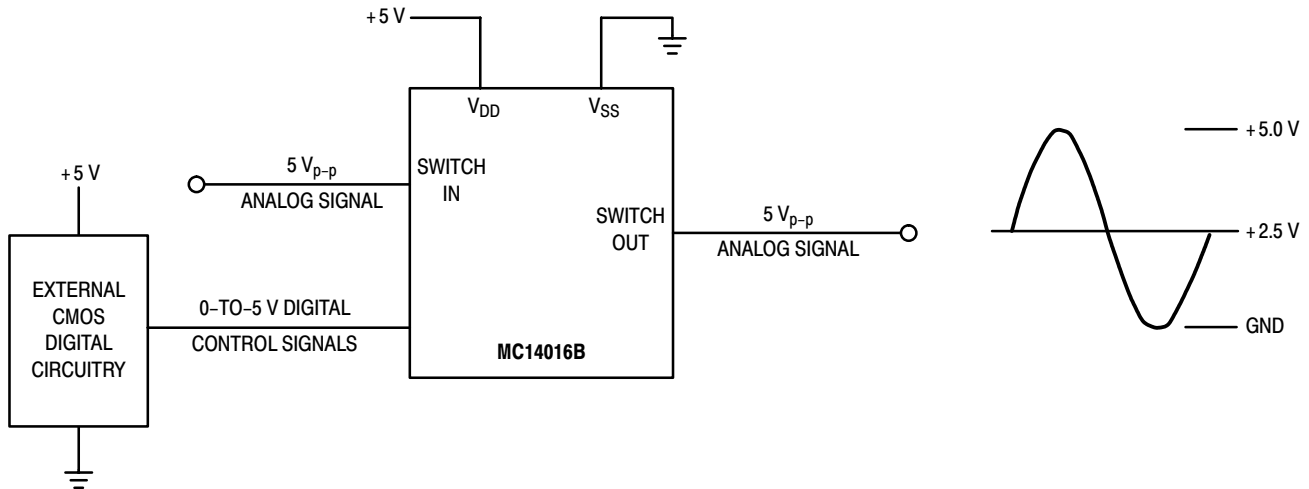 +5 V
V_DD
V_SS
5 V_p–p
ANALOG SIGNAL
SWITCH
IN
SWITCH
OUT
5 V_p–p
ANALOG SIGNAL
+5 V
EXTERNAL
CMOS
DIGITAL
CIRCUITRY
0–TO–5 V DIGITAL
CONTROL SIGNALS
MC14016B
+5.0 V
+2.5 V
GND